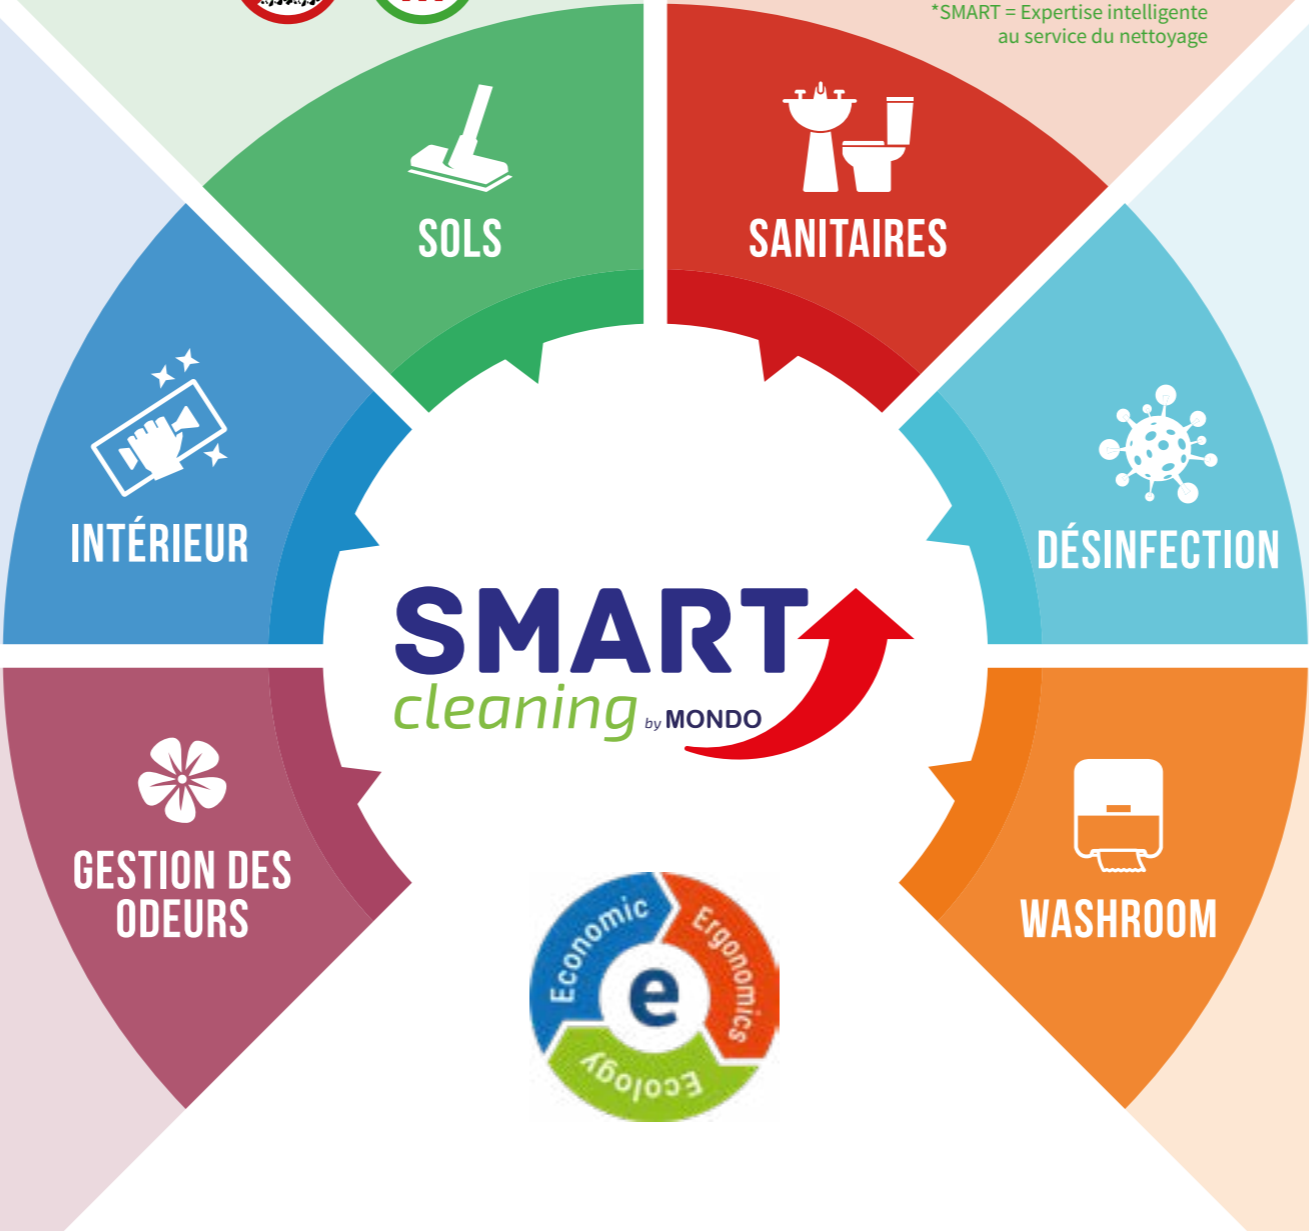 *SMART = Expertise intelligente
au service du nettoyage
SOLS
SANITAIRES
INTÉRIEUR
DÉSINFECTION
SMART
cleaning by MONDO
GESTION DES
ODEURS
WASHROOM
Economic
Ergonomics
e
Ecology